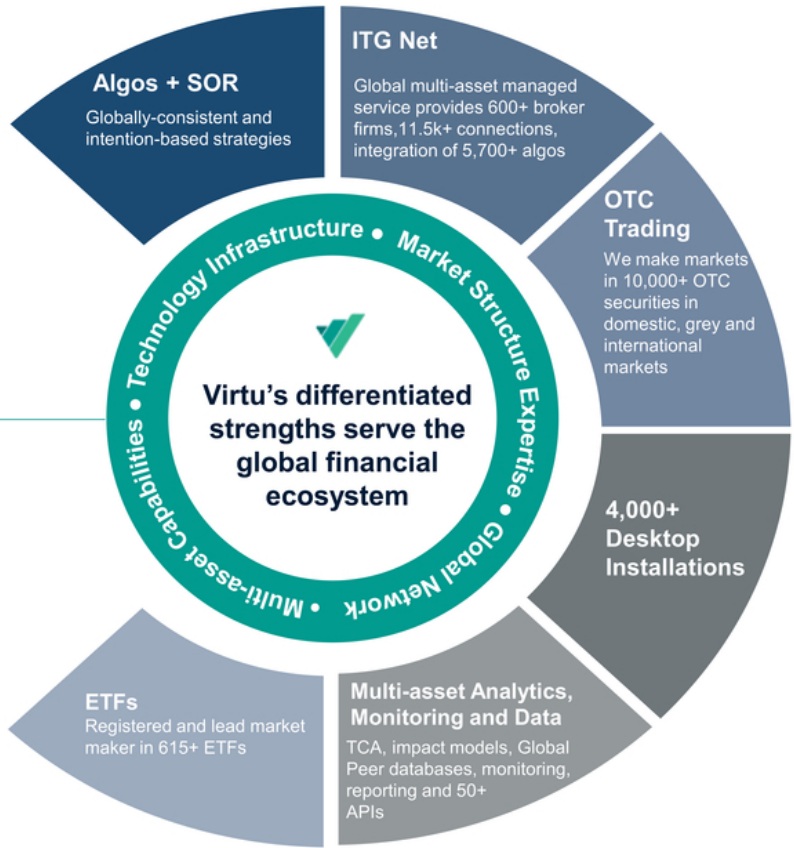 Algos + SOR
Globally-consistent and
intention-based strategies
ITG Net
Global multi-asset managed
service provides 600+ broker
firms,11.5k+ connections,
integration of 5,700+ algos
OTC
Trading
We make markets
in 10,000+ OTC
securities in
domestic, grey and
international
markets
4,000+
Desktop
Installations
Multi-asset Analytics,
Monitoring and Data
TCA, impact models, Global
Peer databases, monitoring,
reporting and 50+
APIs
ETFs
Registered and lead market
maker in 615+ ETFs
Technology Infrastructure • Market Structure Expertise • Global Network • Multi-asset Capabilities •
Virtu’s differentiated
strengths serve the
global financial
ecosystem